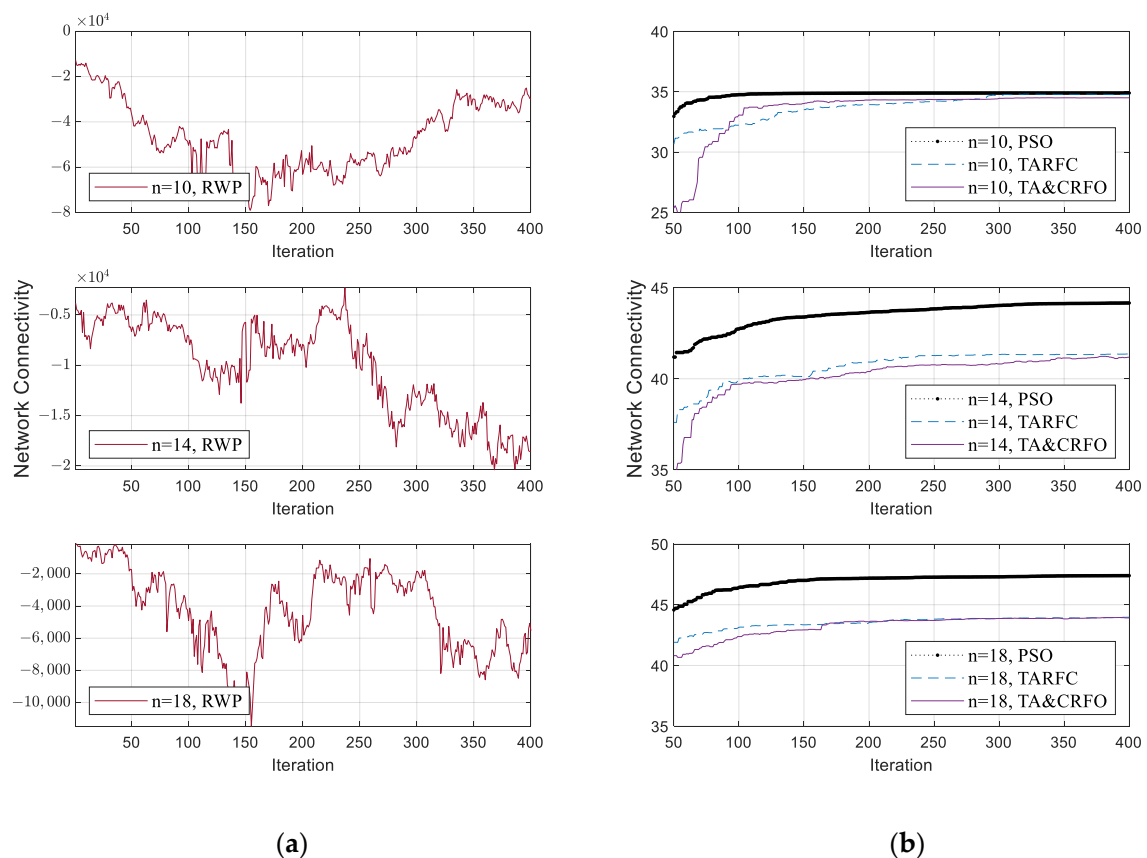 ×10⁴
0
−2
−4
−6
−8
n=10, RWP
50 100 150 200 250 300 350 400
Iteration
40
35
30
25
n=10, PSO
n=10, TARFC
n=10, TA&CRFO
50 100 150 200 250 300 350 400
Iteration
Network Connectivity
×10⁴
−0.5
−1
−1.5
−2
n=14, RWP
50 100 150 200 250 300 350 400
Iteration
Network Connectivity
45
40
35
n=14, PSO
n=14, TARFC
n=14, TA&CRFO
50 100 150 200 250 300 350 400
Iteration
−2,000
−4,000
−6,000
−8,000
−10,000
n=18, RWP
50 100 150 200 250 300 350 400
Iteration
50
45
40
35
n=18, PSO
n=18, TARFC
n=18, TA&CRFO
50 100 150 200 250 300 350 400
Iteration
(a)
(b)